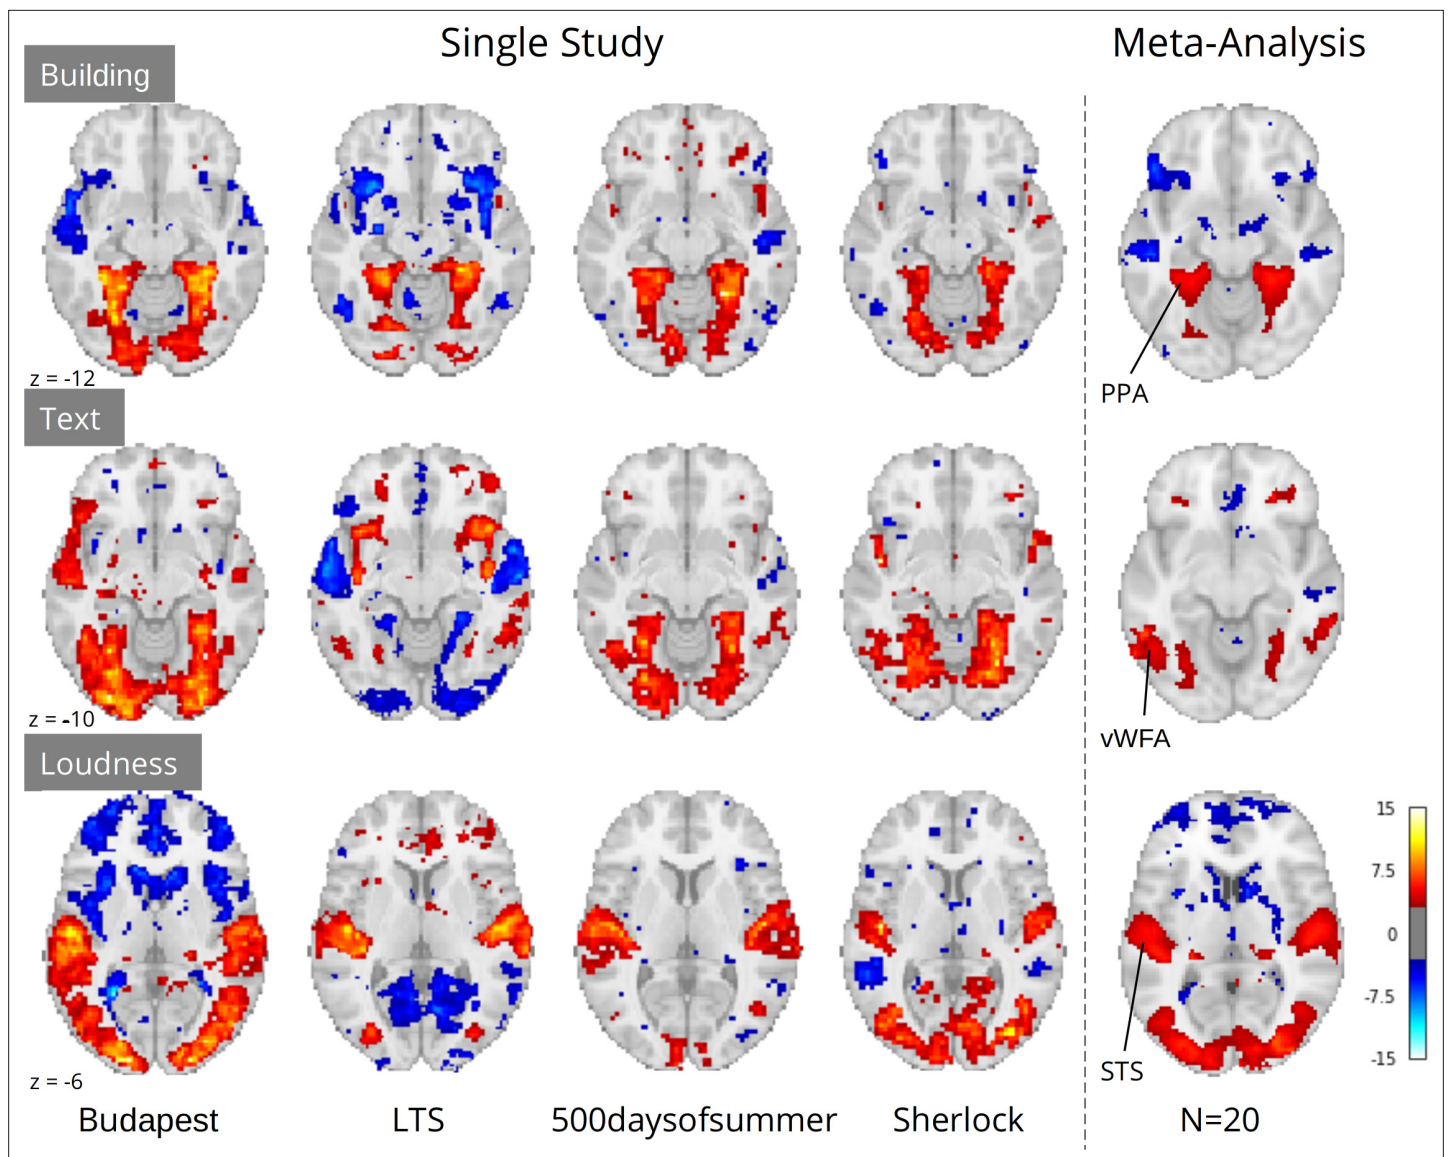 Single Study
Meta-Analysis
Building
z = -12
PPA
Text
z = -10
vWFA
Loudness
15
7.5
0
-7.5
-15
STS
z = -6
Budapest
LTS
500daysofsummer
Sherlock
N=20